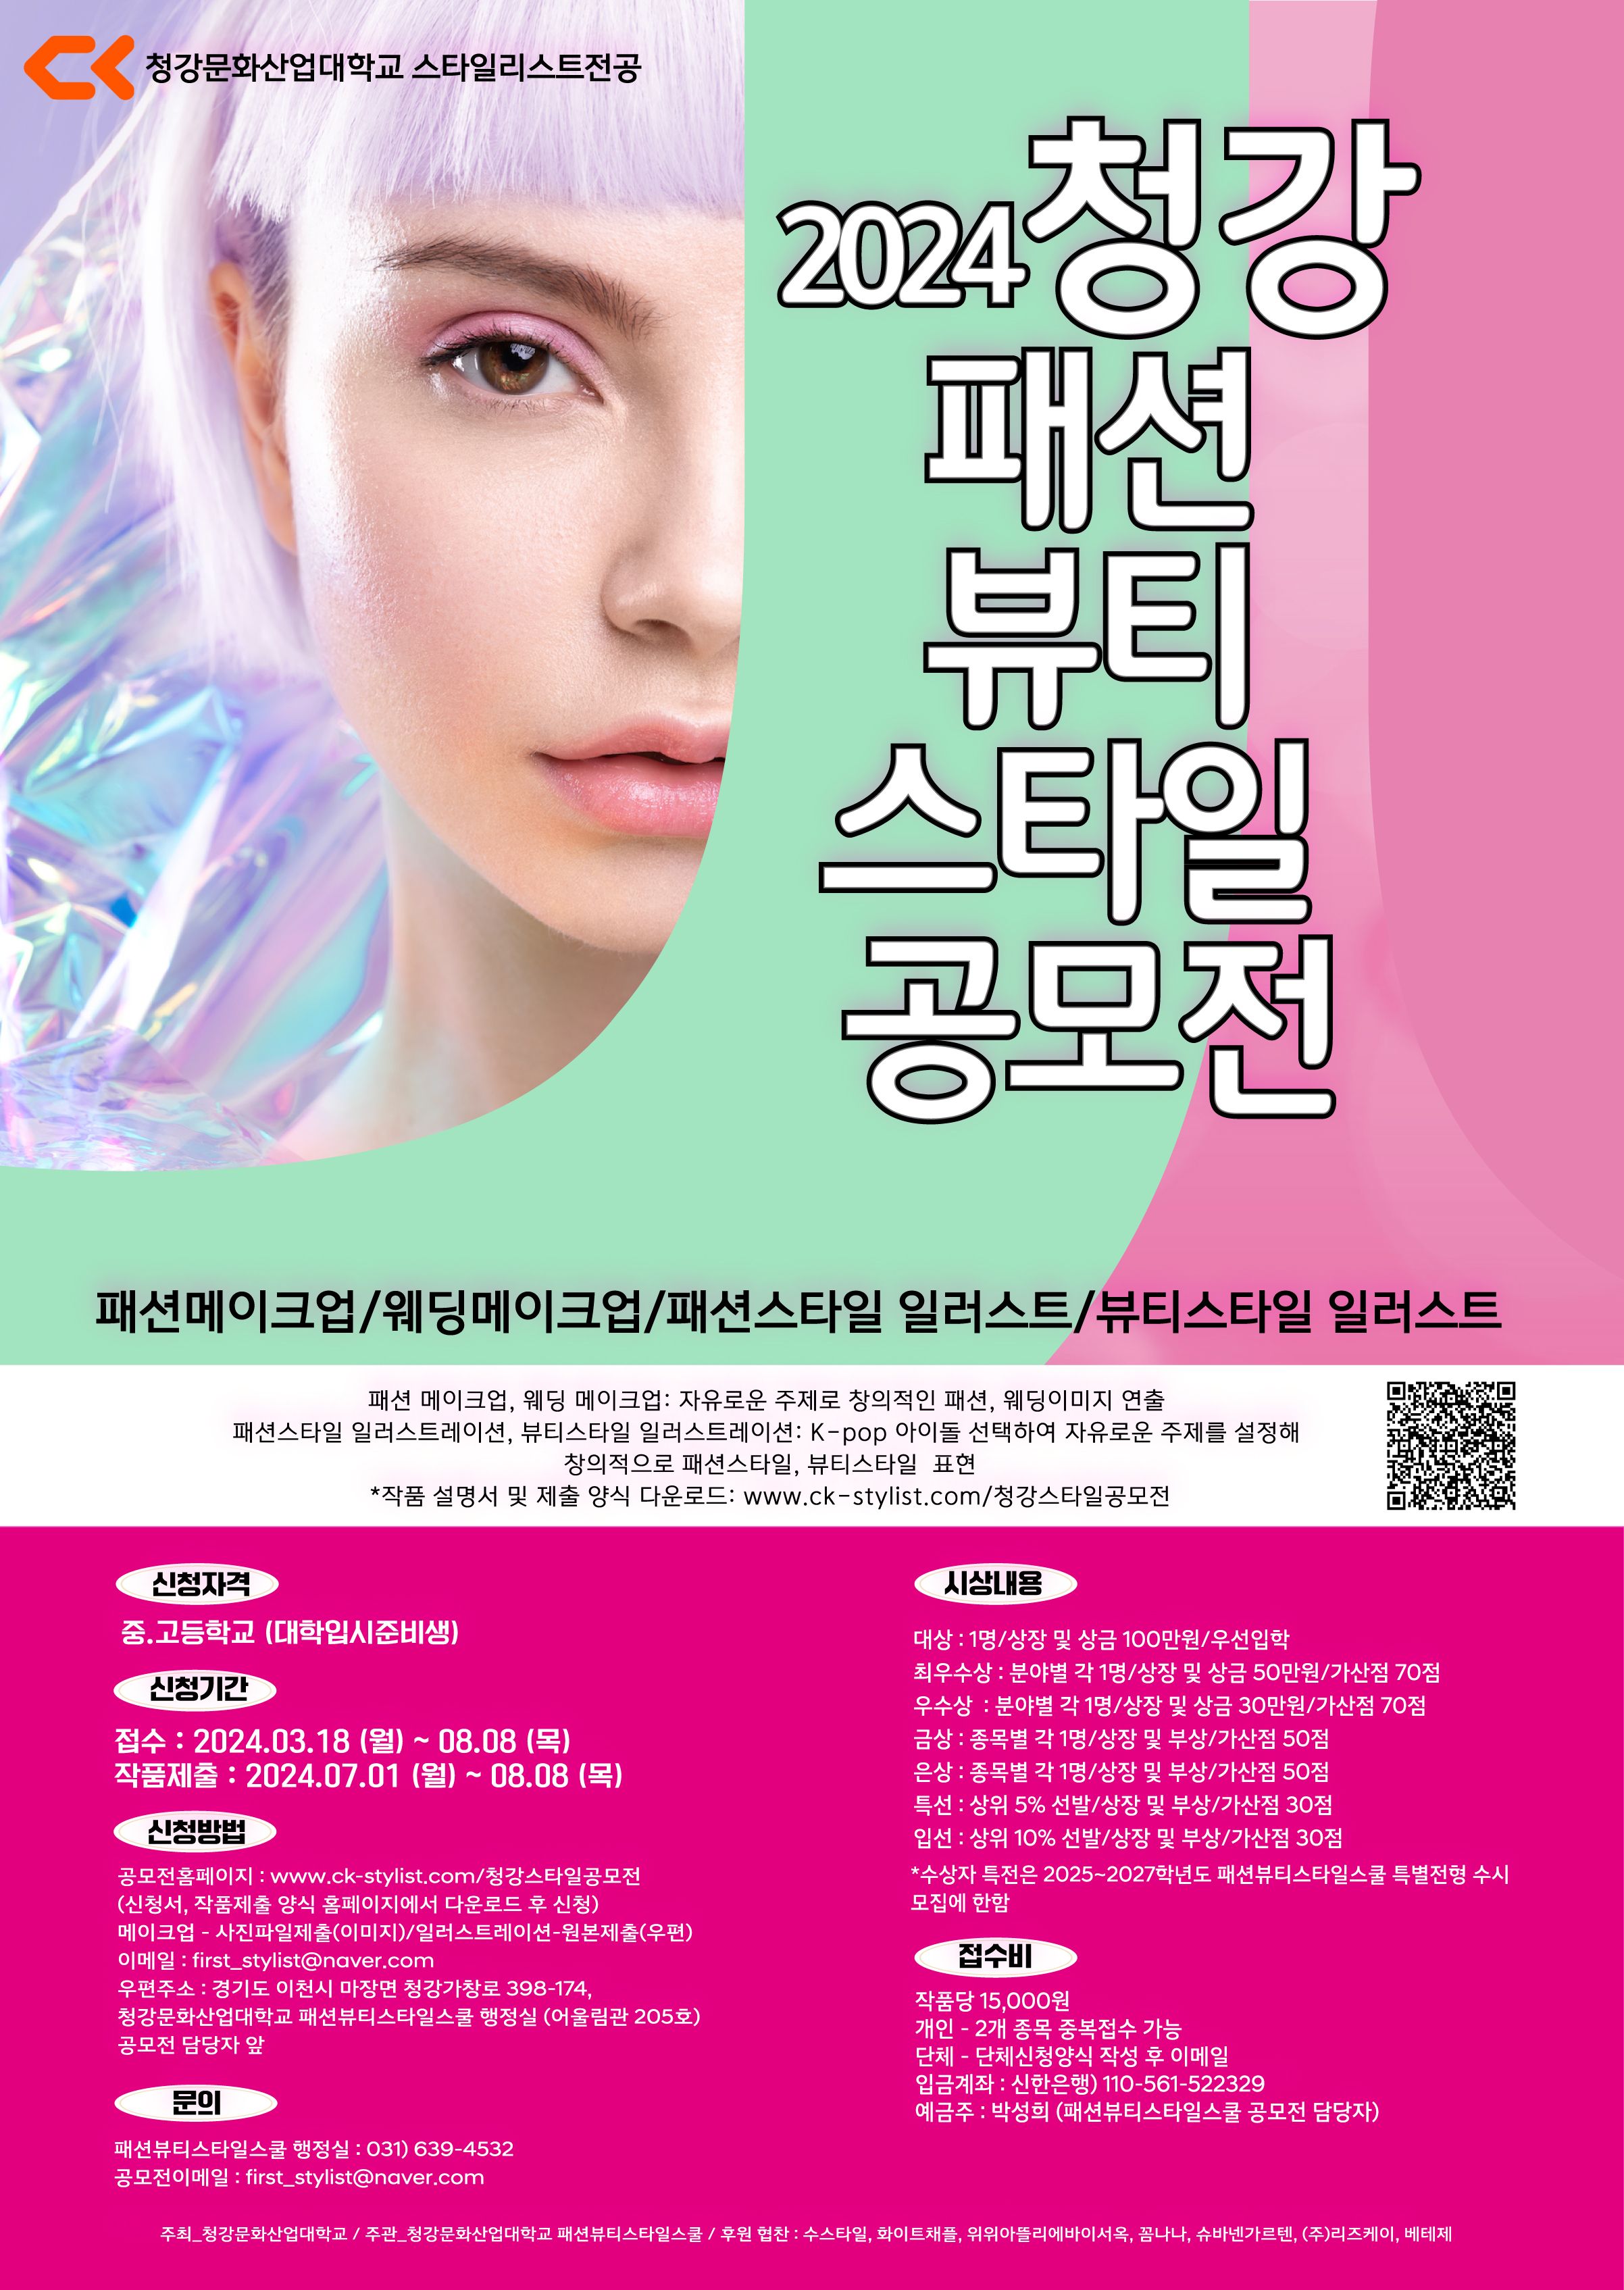 CK 청강문화산업대학교 스타일리스트전공
2024 청강
패션
뷰티
스타일
공모전
패션메이크업/웨딩메이크업/패션스타일 일러스트/뷰티스타일 일러스트
패션 메이크업, 웨딩 메이크업: 자유로운 주제로 창의적인 패션, 웨딩이미지 연출
패션스타일 일러스트레이션, 뷰티스타일 일러스트레이션: K-pop 아이돌 선택하여 자유로운 주제를 설정해
창의적으로 패션스타일, 뷰티스타일 표현
*작품 설명서 및 제출 양식 다운로드: www.ck-stylist.com/청강스타일공모전
신청자격
중.고등학교 (대학입시준비생)
신청기간
접수 : 2024.03.18 (월) ~ 08.08 (목)
작품제출 : 2024.07.01 (월) ~ 08.08 (목)
신청방법
공모전홈페이지 : www.ck-stylist.com/청강스타일공모전
(신청서, 작품제출 양식 홈페이지에서 다운로드 후 신청)
메이크업 - 사진파일제출(이미지)/일러스트레이션-원본제출(우편)
이메일 : first_stylist@naver.com
우편주소 : 경기도 이천시 마장면 청강가창로 398-174,
청강문화산업대학교 패션뷰티스타일스쿨 행정실 (어울림관 205호)
공모전 담당자 앞
문의
패션뷰티스타일스쿨 행정실 : 031) 639-4532
공모전이메일 : first_stylist@naver.com
시상내용
대상 : 1명/상장 및 상금 100만원/우선입학
최우수상 : 분야별 각 1명/상장 및 상금 50만원/가산점 70점
우수상 : 분야별 각 1명/상장 및 상금 30만원/가산점 70점
금상 : 종목별 각 1명/상장 및 부상/가산점 50점
은상 : 종목별 각 1명/상장 및 부상/가산점 50점
특선 : 상위 5% 선발/상장 및 부상/가산점 30점
입선 : 상위 10% 선발/상장 및 부상/가산점 30점
*수상자 특전은 2025~2027학년도 패션뷰티스타일스쿨 특별전형 수시
모집에 한함
접수비
작품당 15,000원
개인 - 2개 종목 중복접수 가능
단체 - 단체신청양식 작성 후 이메일
입금계좌 : 신한은행) 110-561-522329
예금주 : 박성희 (패션뷰티스타일스쿨 공모전 담당자)
주최_청강문화산업대학교 / 주관_청강문화산업대학교 패션뷰티스타일스쿨 / 후원 협찬 : 수스타일, 화이트채플, 위위아뜰리에바이서옥, 꼼나나, 슈바넨가르텐, (주)리즈케이, 베테제